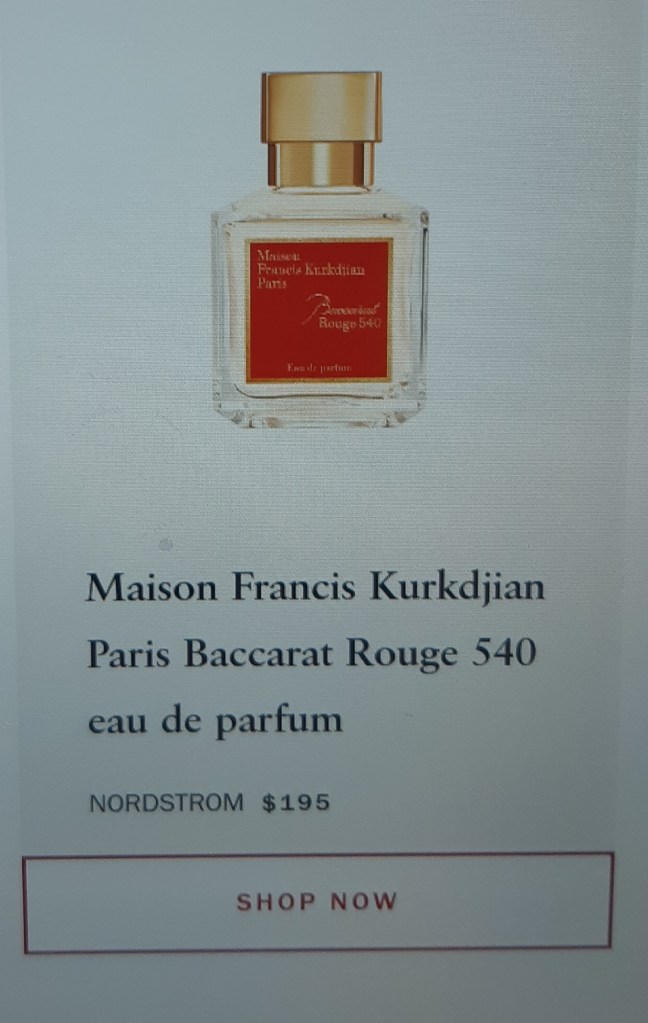 Maison
Francis Kurkdjian
Paris
Baccarat
Rouge 540
Eau de parfum
Maison Francis Kurkdjian
Paris Baccarat Rouge 540
eau de parfum
NORDSTROM $195
SHOP NOW